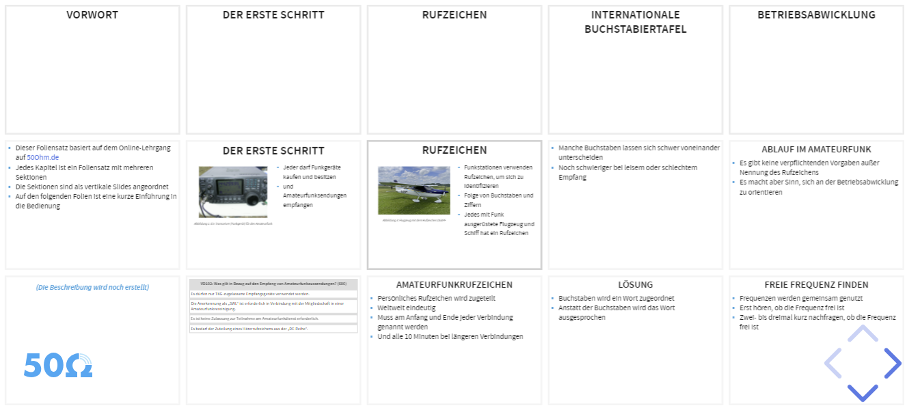 VORWORT
DER ERSTE SCHRITT
RUFZEICHEN
INTERNATIONALE
BUCHSTABIERTAFEL
BETRIEBSABWICKLUNG
Dieser Foliensatz basiert auf dem Online-Lehrgang
auf 50Ohm.de
Jedes Kapitel ist ein Foliensatz mit mehreren
Sektionen
Die Sektionen sind als vertikale Slides angeordnet
Auf den folgenden Folien ist eine kurze Einführung in
die Bedienung
DER ERSTE SCHRITT
Jeder darf Funkgeräte
kaufen und besitzen
und
Amateurfunksendungen
empfangen
RUFZEICHEN
Funkstationen verwenden
Rufzeichen, um sich zu
identifizieren
Folge von Buchstaben und
Ziffern
Jedes mit Funk
ausgerüstete Flugzeug und
Schiff hat ein Rufzeichen
Manche Buchstaben lassen sich schwer voneinander
unterscheiden
Noch schwieriger bei leisem oder schlechtem
Empfang
ABLAUF IM AMATEURFUNK
Es gibt keine verpflichtenden Vorgaben außer
Nennung des Rufzeichens
Es macht aber Sinn, sich an der Betriebsabwicklung
zu orientieren
(Die Beschreibung wird noch erstellt)
50Ω
AMATEURFUNKRUFZEICHEN
Persönliches Rufzeichen wird zugeteilt
Weltweit eindeutig
Muss am Anfang und Ende jeder Verbindung
genannt werden
Und alle 10 Minuten bei längeren Verbindungen
LÖSUNG
Buchstaben wird ein Wort zugeordnet
Anstatt der Buchstaben wird das Wort
ausgesprochen
FREIE FREQUENZ FINDEN
Frequenzen werden gemeinsam genutzt
Erst hören, ob die Frequenz frei ist
Zwei- bis dreimal kurz nachfragen, ob die Frequenz
frei ist